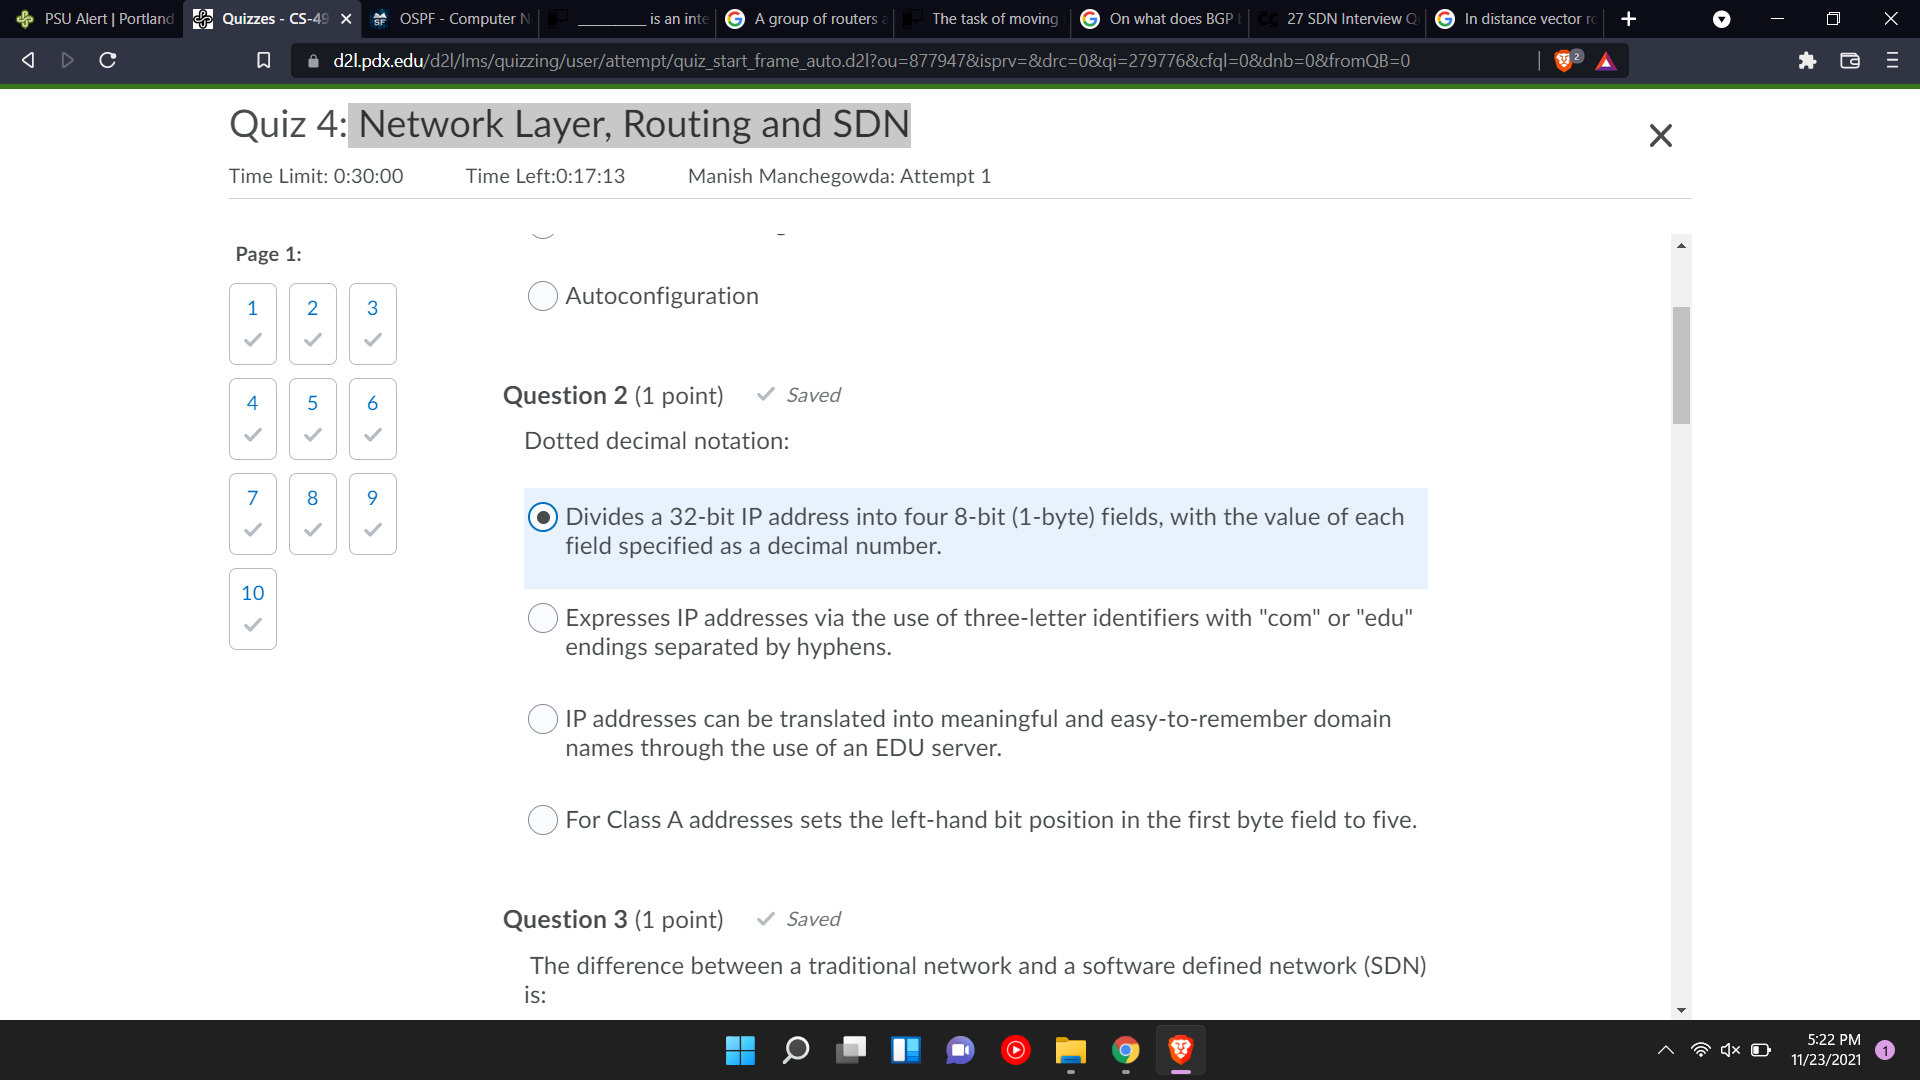 PSU Alert | Portland
Quizzes - CS-49
OSPF - Computer N
_________ is an inte
A group of routers a
The task of moving
On what does BGP b
27 SDN Interview Q
In distance vector ro
d2l.pdx.edu/d2l/lms/quizzing/user/attempt/quiz_start_frame_auto.d2l?ou=877947&isprv=&drc=0&qi=279776&cfql=0&dnb=0&fromQB=0
2
Quiz 4: Network Layer, Routing and SDN
Time Limit: 0:30:00 Time Left:0:17:13 Manish Manchegowda: Attempt 1
Page 1:
1 2 3
4 5 6
7 8 9
10
Autoconfiguration
Question 2 (1 point) Saved
Dotted decimal notation:
Divides a 32-bit IP address into four 8-bit (1-byte) fields, with the value of each
field specified as a decimal number.
Expresses IP addresses via the use of three-letter identifiers with "com" or "edu"
endings separated by hyphens.
IP addresses can be translated into meaningful and easy-to-remember domain
names through the use of an EDU server.
For Class A addresses sets the left-hand bit position in the first byte field to five.
Question 3 (1 point) Saved
The difference between a traditional network and a software defined network (SDN)
is:
5:22 PM
11/23/2021
1